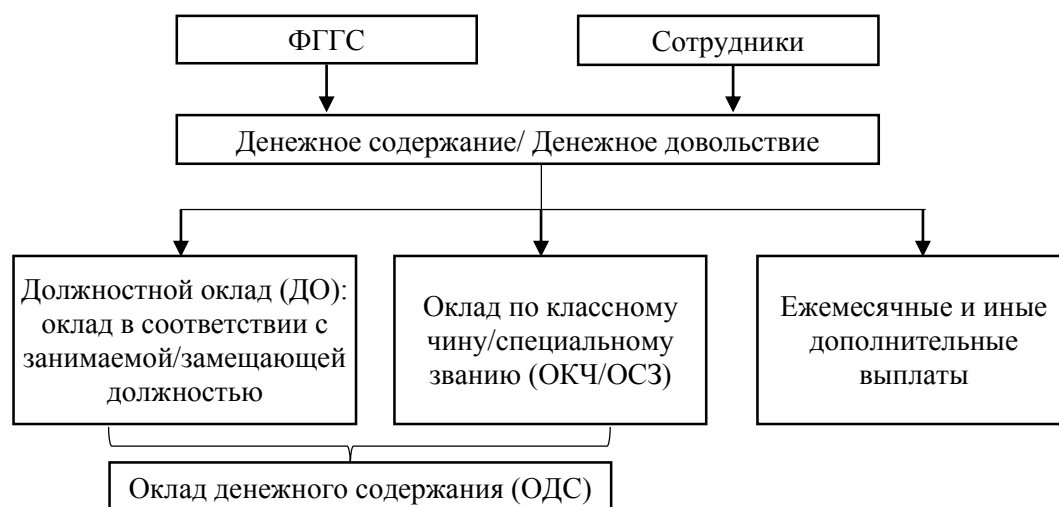 ФГГС
Сотрудники
Денежное содержание/ Денежное довольствие
Должностной оклад (ДО):
оклад в соответствии с
занимаемой/замещающей
должностью
Оклад по классному
чину/специальному
званию (ОКЧ/ОСЗ)
Ежемесячные и иные
дополнительные
выплаты
Оклад денежного содержания (ОДС)